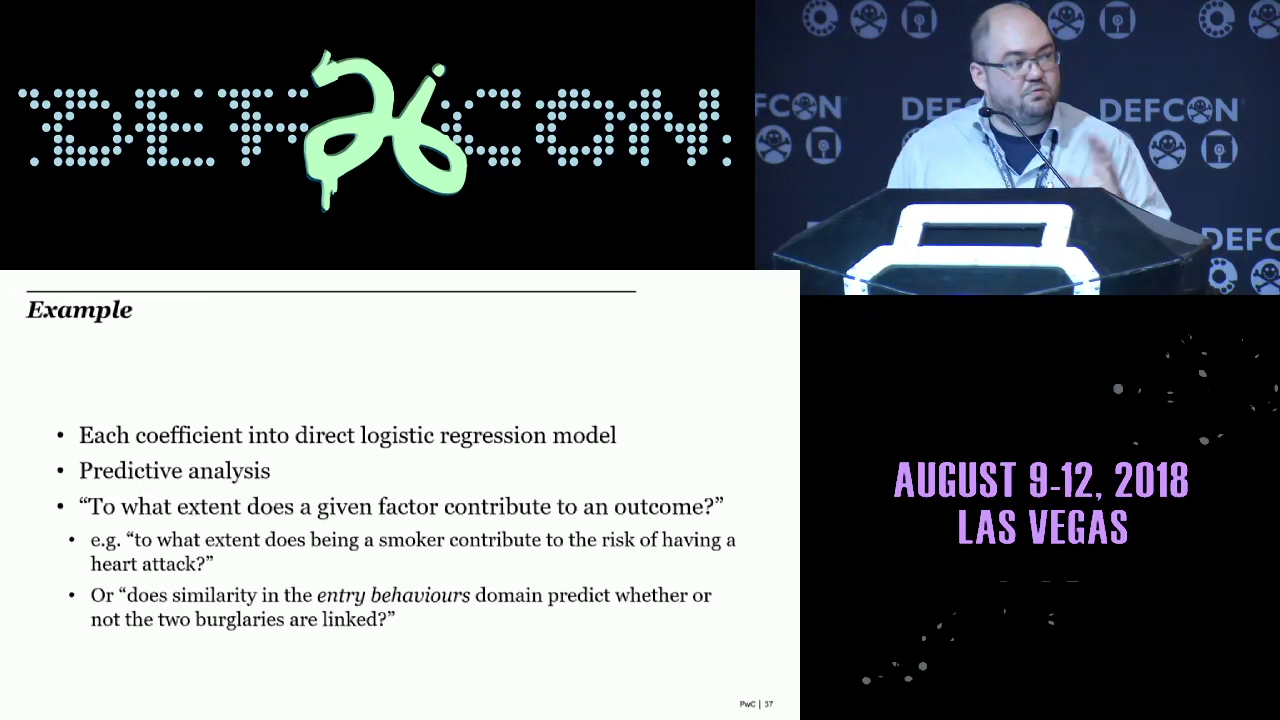 DEFCON
26
DEFCON
DEFCON
FCON
DEFC
Example
• Each coefficient into direct logistic regression model
• Predictive analysis
• “To what extent does a given factor contribute to an outcome?”
• e.g. “to what extent does being a smoker contribute to the risk of having a
heart attack?”
• Or “does similarity in the entry behaviours domain predict whether or
not the two burglaries are linked?”
PwC | 37
AUGUST 9-12, 2018
LAS VEGAS